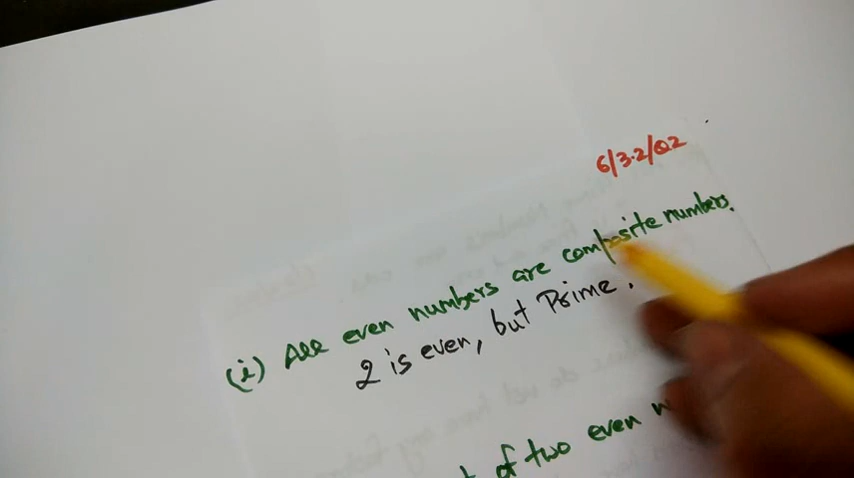 6/3.2/Q2
(i) All even numbers are composite numbers.
2 is even, but Prime.
of two even